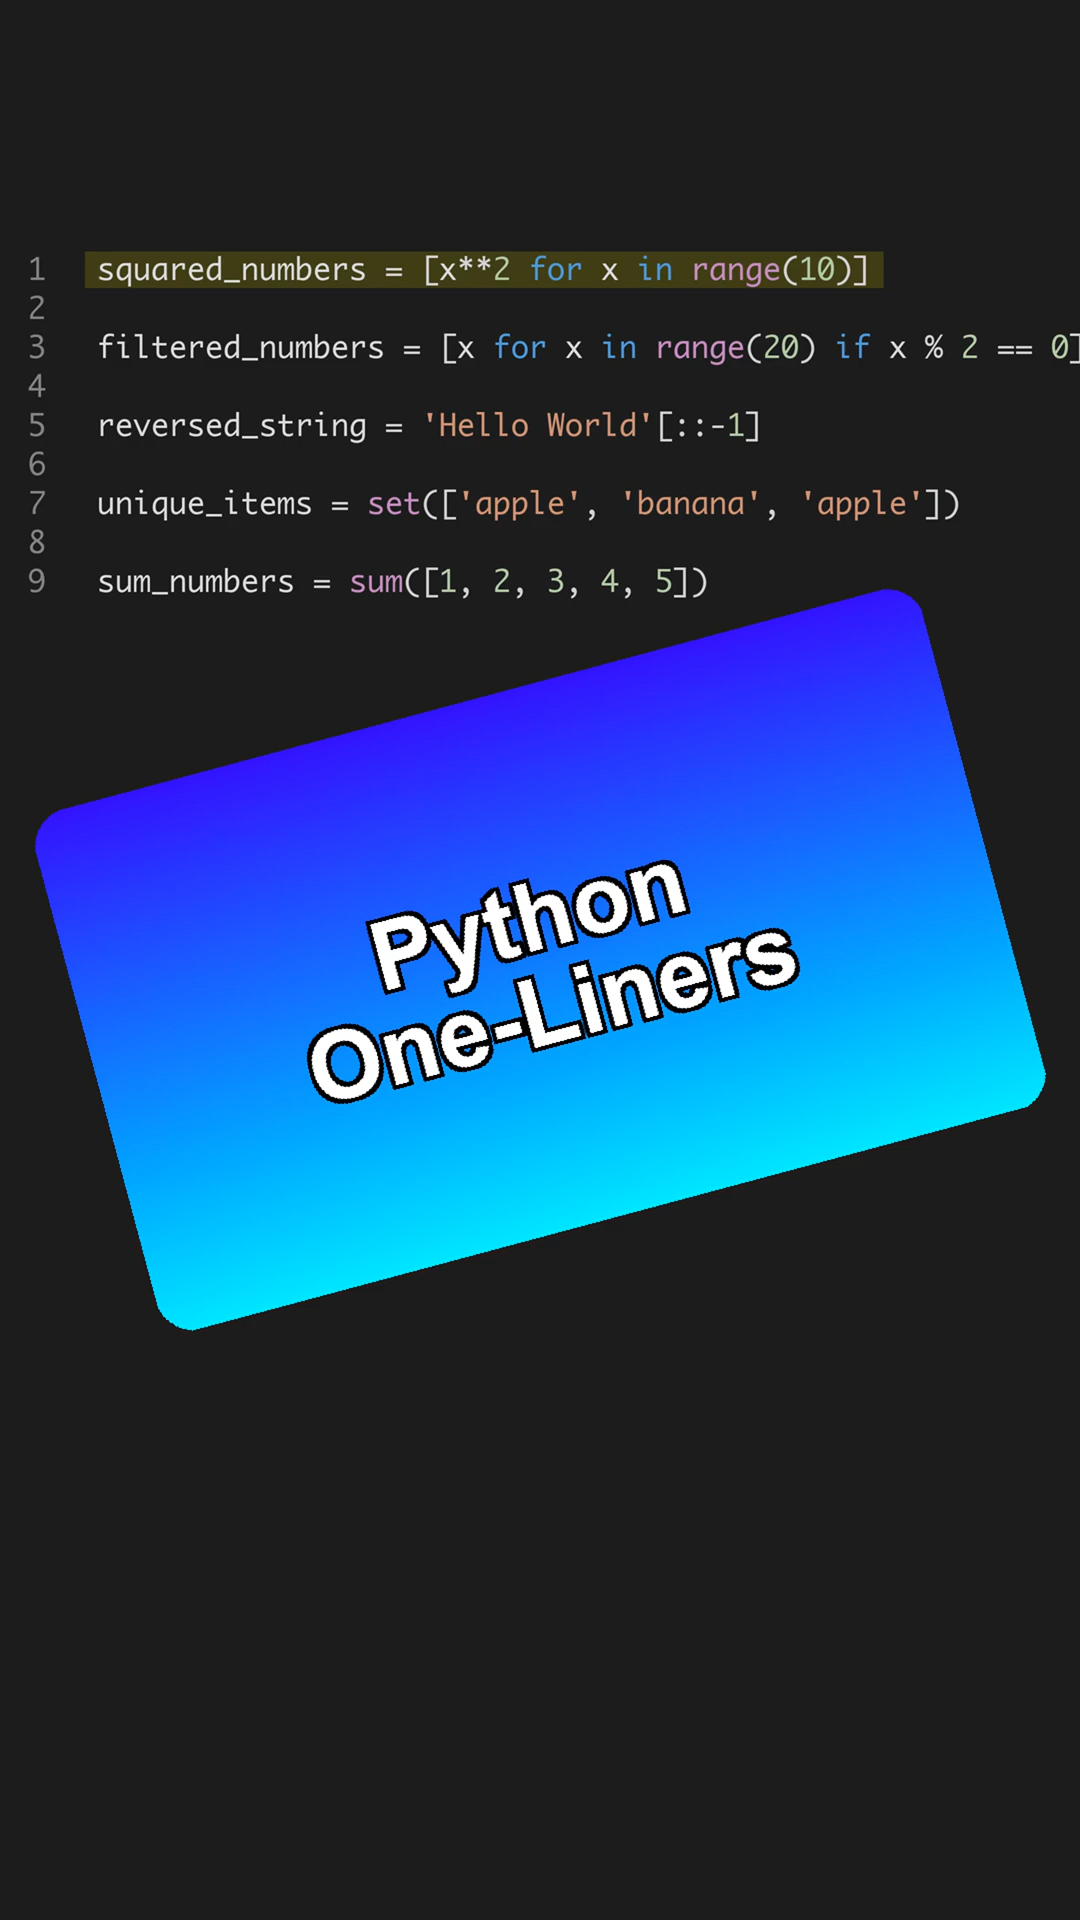 1 squared_numbers = [x**2 for x in range(10)]
2
3 filtered_numbers = [x for x in range(20) if x % 2 == 0]
4
5 reversed_string = 'Hello World'[::-1]
6
7 unique_items = set(['apple', 'banana', 'apple'])
8
9 sum_numbers = sum([1, 2, 3, 4, 5])
Python
One-Liners